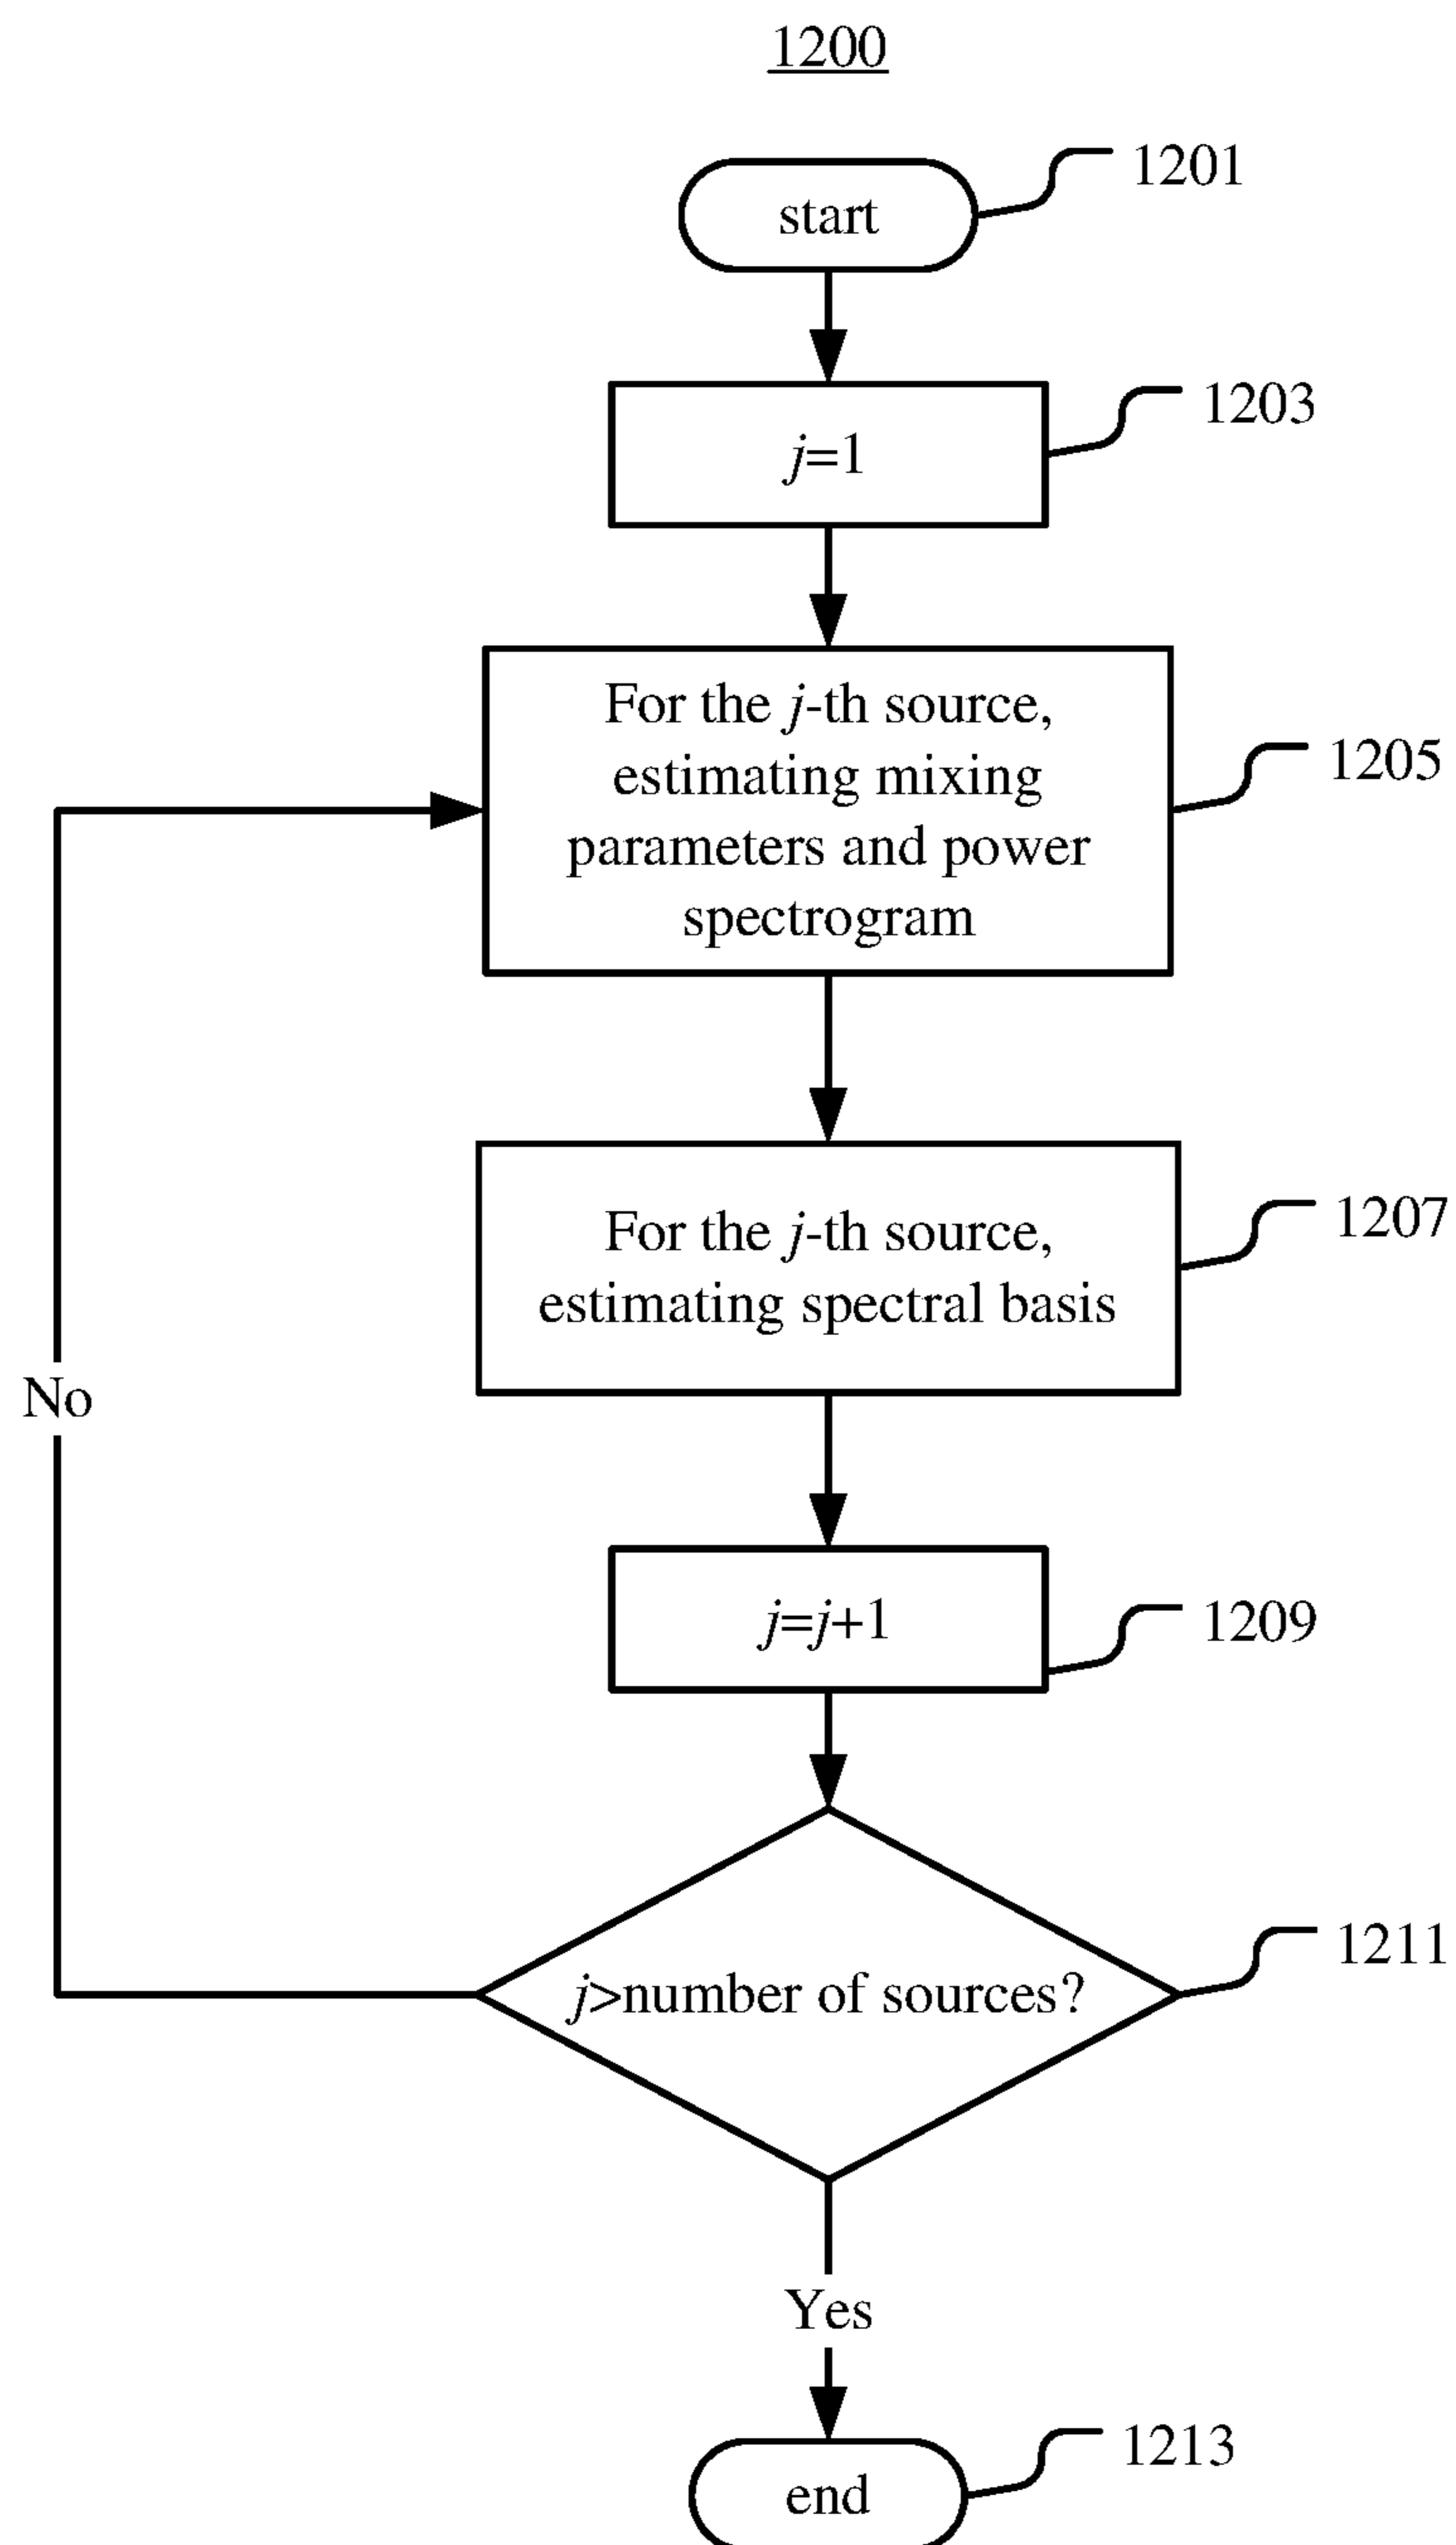 1200
start
1201
j=1
1203
For the j-th source,
estimating mixing
parameters and power
spectrogram
1205
For the j-th source,
estimating spectral basis
1207
No
j=j+1
1209
j>number of sources?
1211
Yes
end
1213